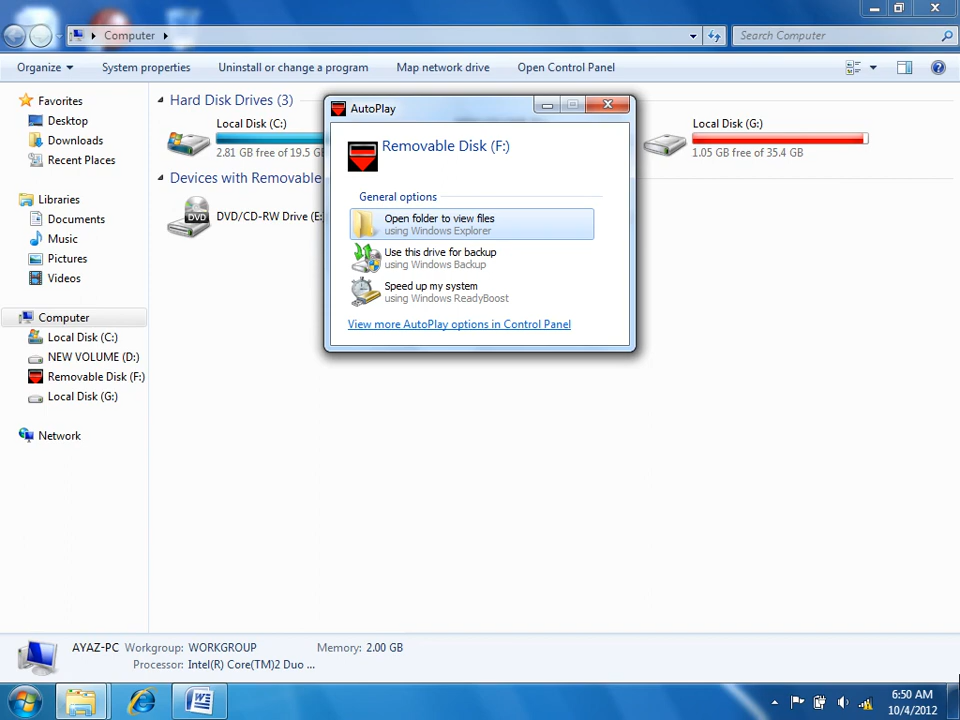 Computer
Search Computer
Organize
System properties
Uninstall or change a program
Map network drive
Open Control Panel
Favorites
Desktop
Downloads
Recent Places
Libraries
Documents
Music
Pictures
Videos
Computer
Local Disk (C:)
NEW VOLUME (D:)
Removable Disk (F:)
Local Disk (G:)
Network
Hard Disk Drives (3)
Local Disk (C:)
2.81 GB free of 19.5 G
Local Disk (G:)
1.05 GB free of 35.4 GB
Devices with Removable
DVD
DVD/CD-RW Drive (E:
AutoPlay
Removable Disk (F:)
General options
Open folder to view files
using Windows Explorer
Use this drive for backup
using Windows Backup
Speed up my system
using Windows ReadyBoost
View more AutoPlay options in Control Panel
AYAZ-PC Workgroup: WORKGROUP Memory: 2.00 GB
Processor: Intel(R) Core(TM)2 Duo ...
6:50 AM
10/4/2012